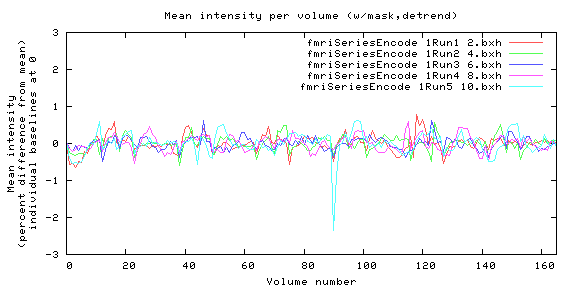 Mean intensity per volume (w/mask,detrend)
Mean intensity
(percent difference from mean)
individual baselines at 0
3
2
1
0
-1
-2
-3
fmriSeriesEncode 1Run1 2.bxh
fmriSeriesEncode 1Run2 4.bxh
fmriSeriesEncode 1Run3 6.bxh
fmriSeriesEncode 1Run4 8.bxh
fmriSeriesEncode 1Run5 10.bxh
0 20 40 60 80 100 120 140 160
Volume number